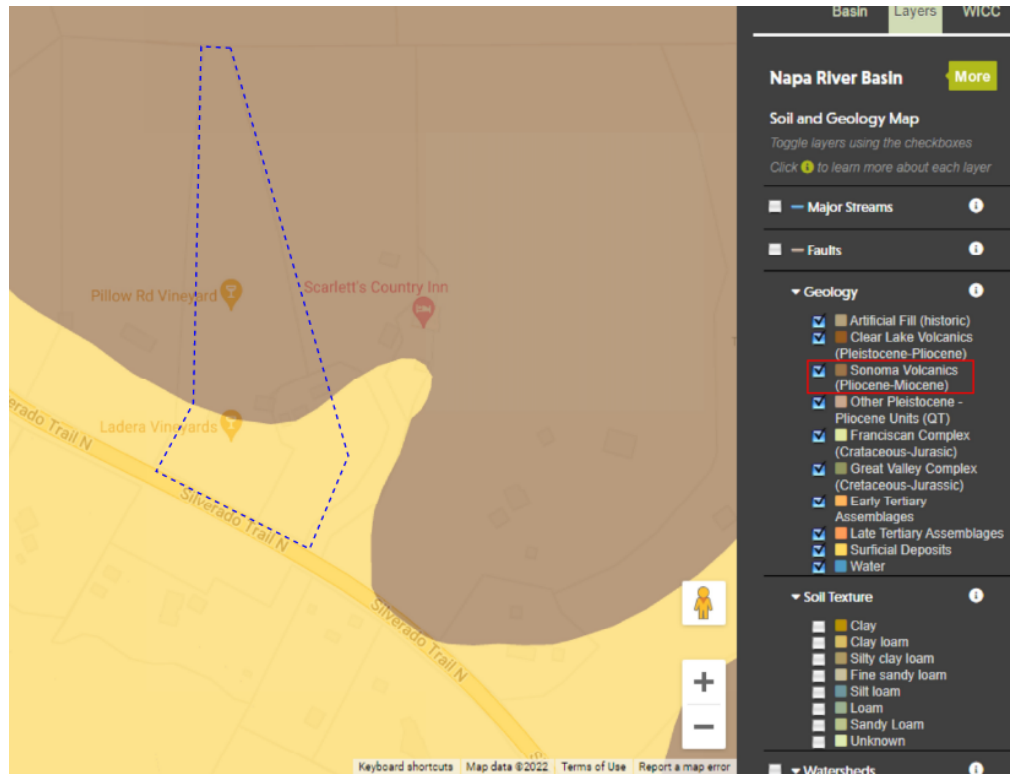 Basin Layers WICC
Napa River Basin More
Soil and Geology Map
Toggle layers using the checkboxes
Click i to learn more about each layer
Major Streams
Faults
Geology
Artificial Fill (historic)
Clear Lake Volcanics
(Pleistocene-Pliocene)
Sonoma Volcanics
(Pliocene-Miocene)
Other Pleistocene -
Pliocene Units (QT)
Franciscan Complex
(Crataceous-Jurasic)
Great Valley Complex
(Cretaceous-Jurassic)
Early Tertiary
Assemblages
Late Tertiary Assemblages
Surficial Deposits
Water
Soil Texture
Clay
Clay loam
Silty clay loam
Fine sandy loam
Silt loam
Loam
Sandy Loam
Unknown
Watersheds
Scarlett's Country Inn
Pillow Rd Vineyard
Ladera Vineyards
erado Trail N
Silverado Trail N
Silverado Trail N
Keyboard shortcuts Map data ©2022 Terms of Use Report a map error